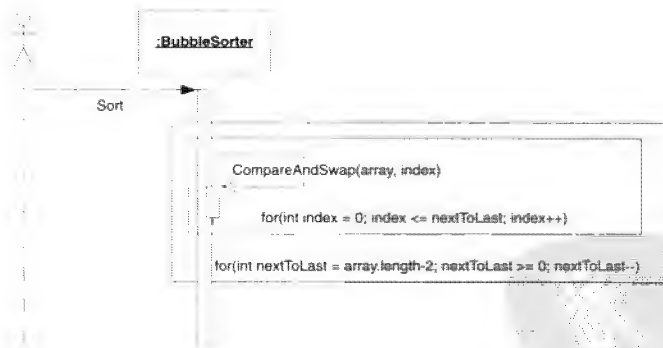 :BubbleSorter
Sort
CompareAndSwap(array, index)
for(int index = 0; index <= nextToLast; index++)
for(int nextToLast = array.length-2; nextToLast >= 0; nextToLast--)